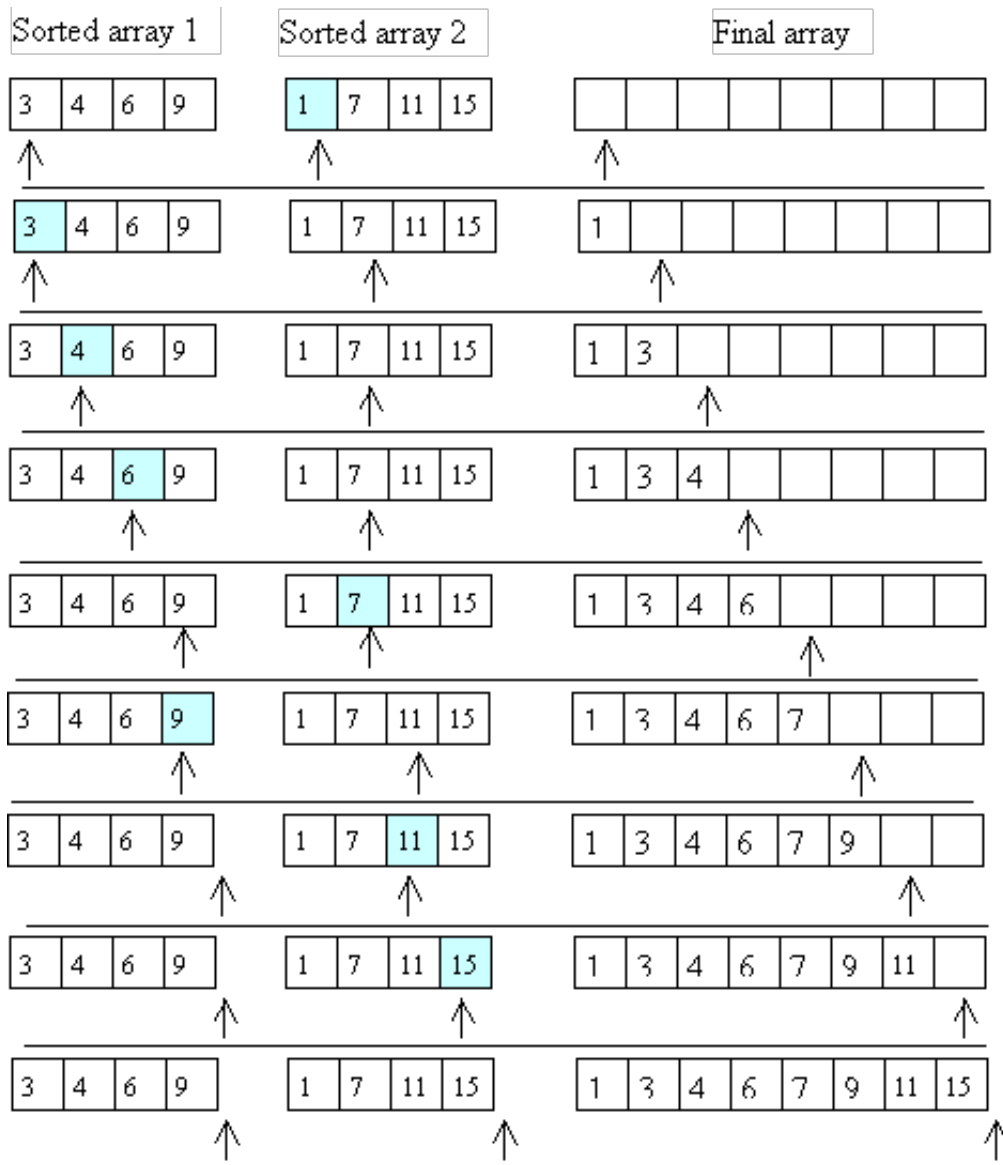 Sorted array 1 Sorted array 2 Final array
3 4 6 9 1 7 11 15
3 4 6 9 1 7 11 15 1
3 4 6 9 1 7 11 15 1 3
3 4 6 9 1 7 11 15 1 3 4
3 4 6 9 1 7 11 15 1 3 4 6
3 4 6 9 1 7 11 15 1 3 4 6 7
3 4 6 9 1 7 11 15 1 3 4 6 7 9
3 4 6 9 1 7 11 15 1 3 4 6 7 9 11
3 4 6 9 1 7 11 15 1 3 4 6 7 9 11 15